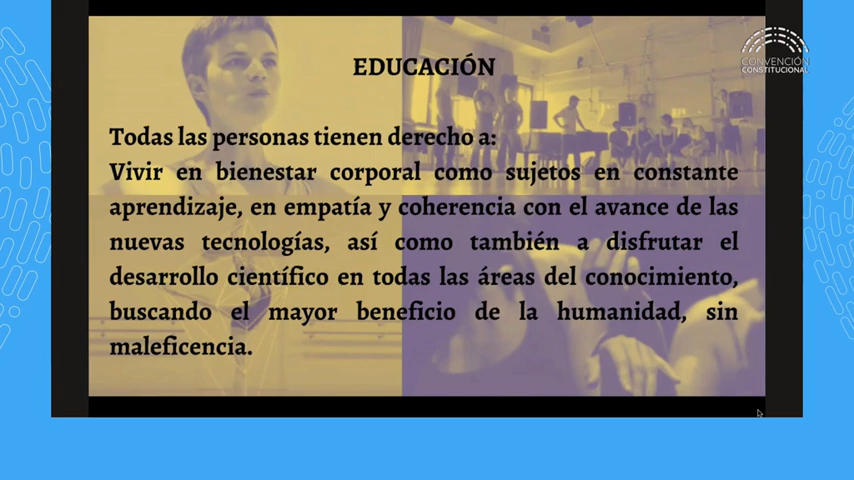 CONVENCIÓN
CONSTITUCIONAL
EDUCACIÓN
Todas las personas tienen derecho a:
Vivir en bienestar corporal como sujetos en constante
aprendizaje, en empatía y coherencia con el avance de las
nuevas tecnologías, así como también a disfrutar el
desarrollo científico en todas las áreas del conocimiento,
buscando el mayor beneficio de la humanidad, sin
maleficencia.